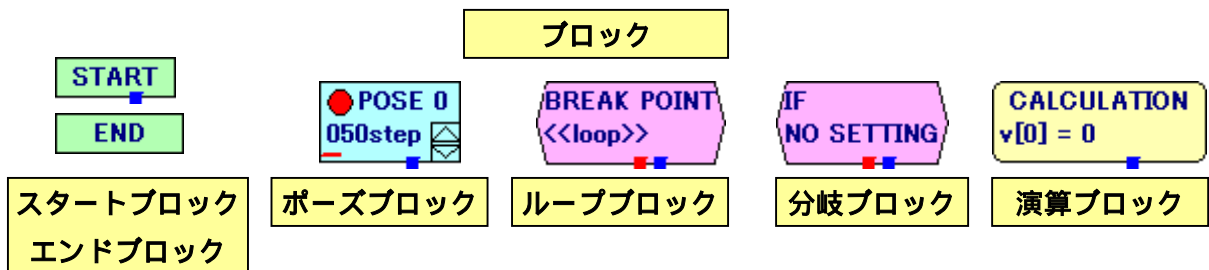 ブロック
START
END
スタートブロック
エンドブロック
POSE 0
050step
ポーズブロック
BREAK POINT
<<loop>>
ループブロック
IF
NO SETTING
分岐ブロック
CALCULATION
v[0] = 0
演算ブロック